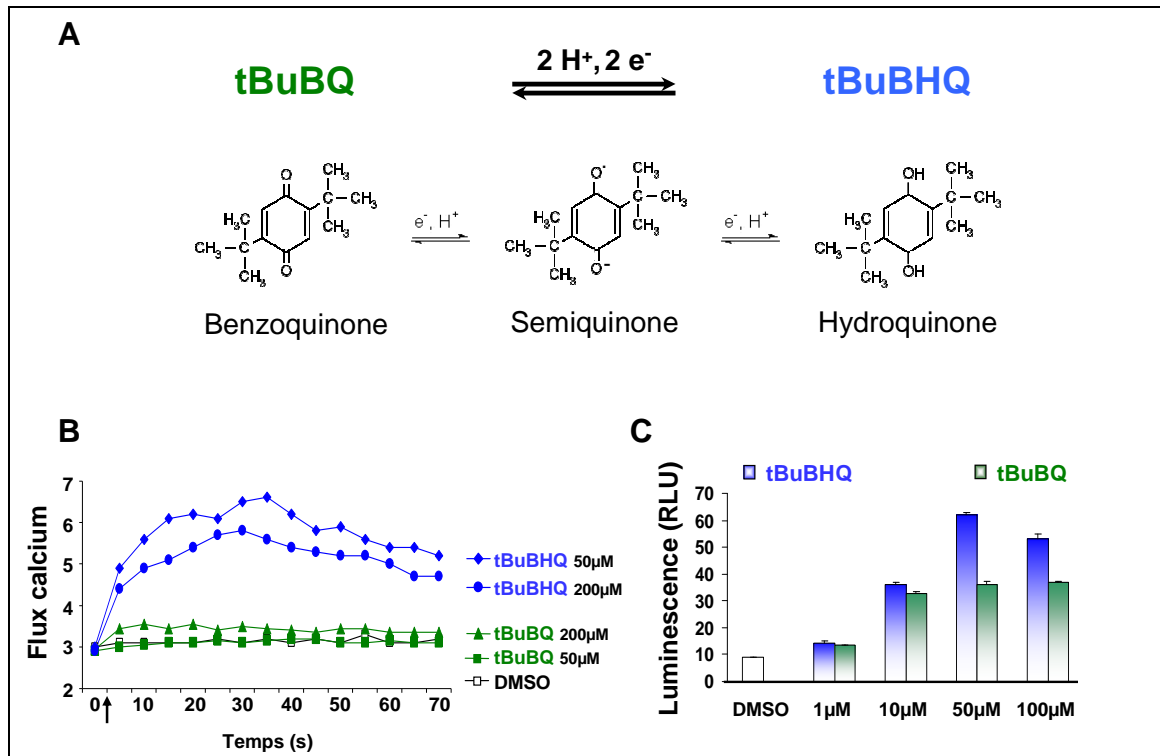 A
2 H⁺, 2 e⁻
tBuBQ
tBuBHQ
O
CH₃
C
CH₃
CH₃
H₃C
CH₃
C
CH₃
O
e⁻, H⁺
O·
CH₃
C
CH₃
CH₃
H₃C
CH₃
C
CH₃
O⁻
e⁻, H⁺
OH
CH₃
C
CH₃
CH₃
H₃C
CH₃
C
CH₃
OH
Benzoquinone
Semiquinone
Hydroquinone
B
Flux calcium
7
6
5
4
3
2
0 10 20 30 40 50 60 70
Temps (s)
tBuBHQ 50µM
tBuBHQ 200µM
tBuBQ 200µM
tBuBQ 50µM
DMSO
C
tBuBHQ
tBuBQ
Luminescence (RLU)
70
60
50
40
30
20
10
0
DMSO 1µM 10µM 50µM 100µM